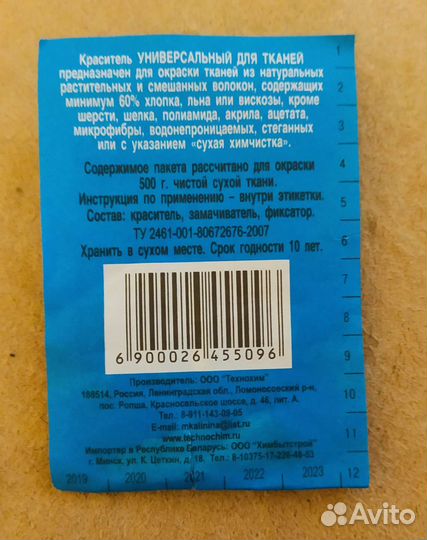 Краситель УНИВЕРСАЛЬНЫЙ ДЛЯ ТКАНЕЙ
предназначен для окраски тканей из натуральных
растительных и смешанных волокон, содержащих
минимум 60% хлопка, льна или вискозы, кроме
шерсти, шелка, полиамида, акрила, ацетата,
микрофибры, водонепроницаемых, стеганных
или с указанием «сухая химчистка».
Содержимое пакета рассчитано для окраски
500 г. чистой сухой ткани.
Инструкция по применению - внутри этикетки.
Состав: краситель, замачиватель, фиксатор.
ТУ 2461-001-80672676-2007
Хранить в сухом месте. Срок годности 10 лет.
6 900026 455096
Производитель: ООО "Технохим"
188514, Россия, Ленинградская обл., Ломоносовский р-н,
пос. Ропша, Красносельское шоссе, д. 46, лит. А.
Тел.: 8-911-143-09-05
E-mail: mkalinina@list.ru
www.technochim.ru
Импортер в Республике Беларусь: ООО "Химбытстрой"
г. Минск, ул. К. Цеткин, д. 18. Тел.: 8-10375-17-226-48-53
2019 2020 2021 2022 2023
1
2
3
4
5
6
7
8
9
10
11
12
Avito